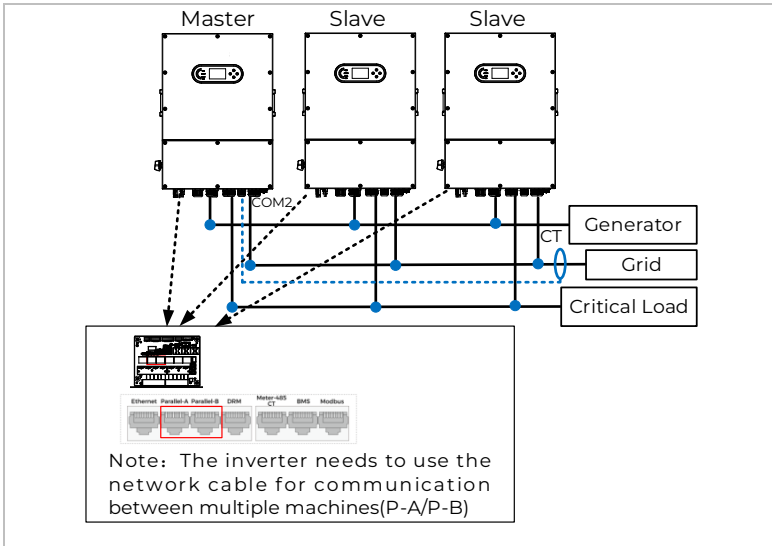 Master Slave Slave
COM2
Generator
CT
Grid
Critical Load
Ethernet Parallel-A Parallel-B DRM Meter-485 BMS Modbus
CT
Note: The inverter needs to use the
network cable for communication
between multiple machines(P-A/P-B)